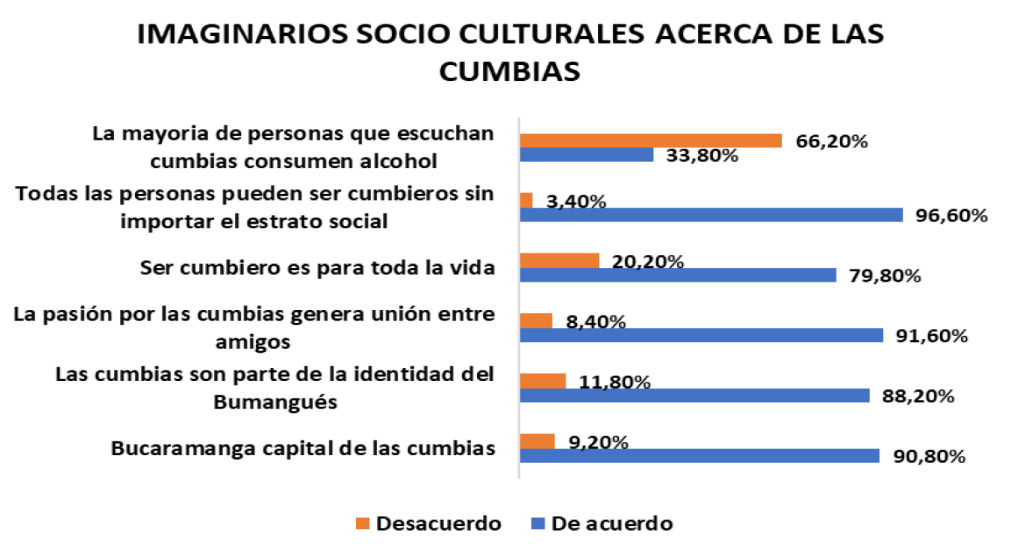 IMAGINARIOS SOCIO CULTURALES ACERCA DE LAS
CUMBIAS
La mayoria de personas que escuchan
cumbias consumen alcohol
66,20%
33,80%
Todas las personas pueden ser cumbieros sin
importar el estrato social
3,40%
96,60%
Ser cumbiero es para toda la vida
20,20%
79,80%
La pasión por las cumbias genera unión entre
amigos
8,40%
91,60%
Las cumbias son parte de la identidad del
Bumangués
11,80%
88,20%
Bucaramanga capital de las cumbias
9,20%
90,80%
Desacuerdo
De acuerdo